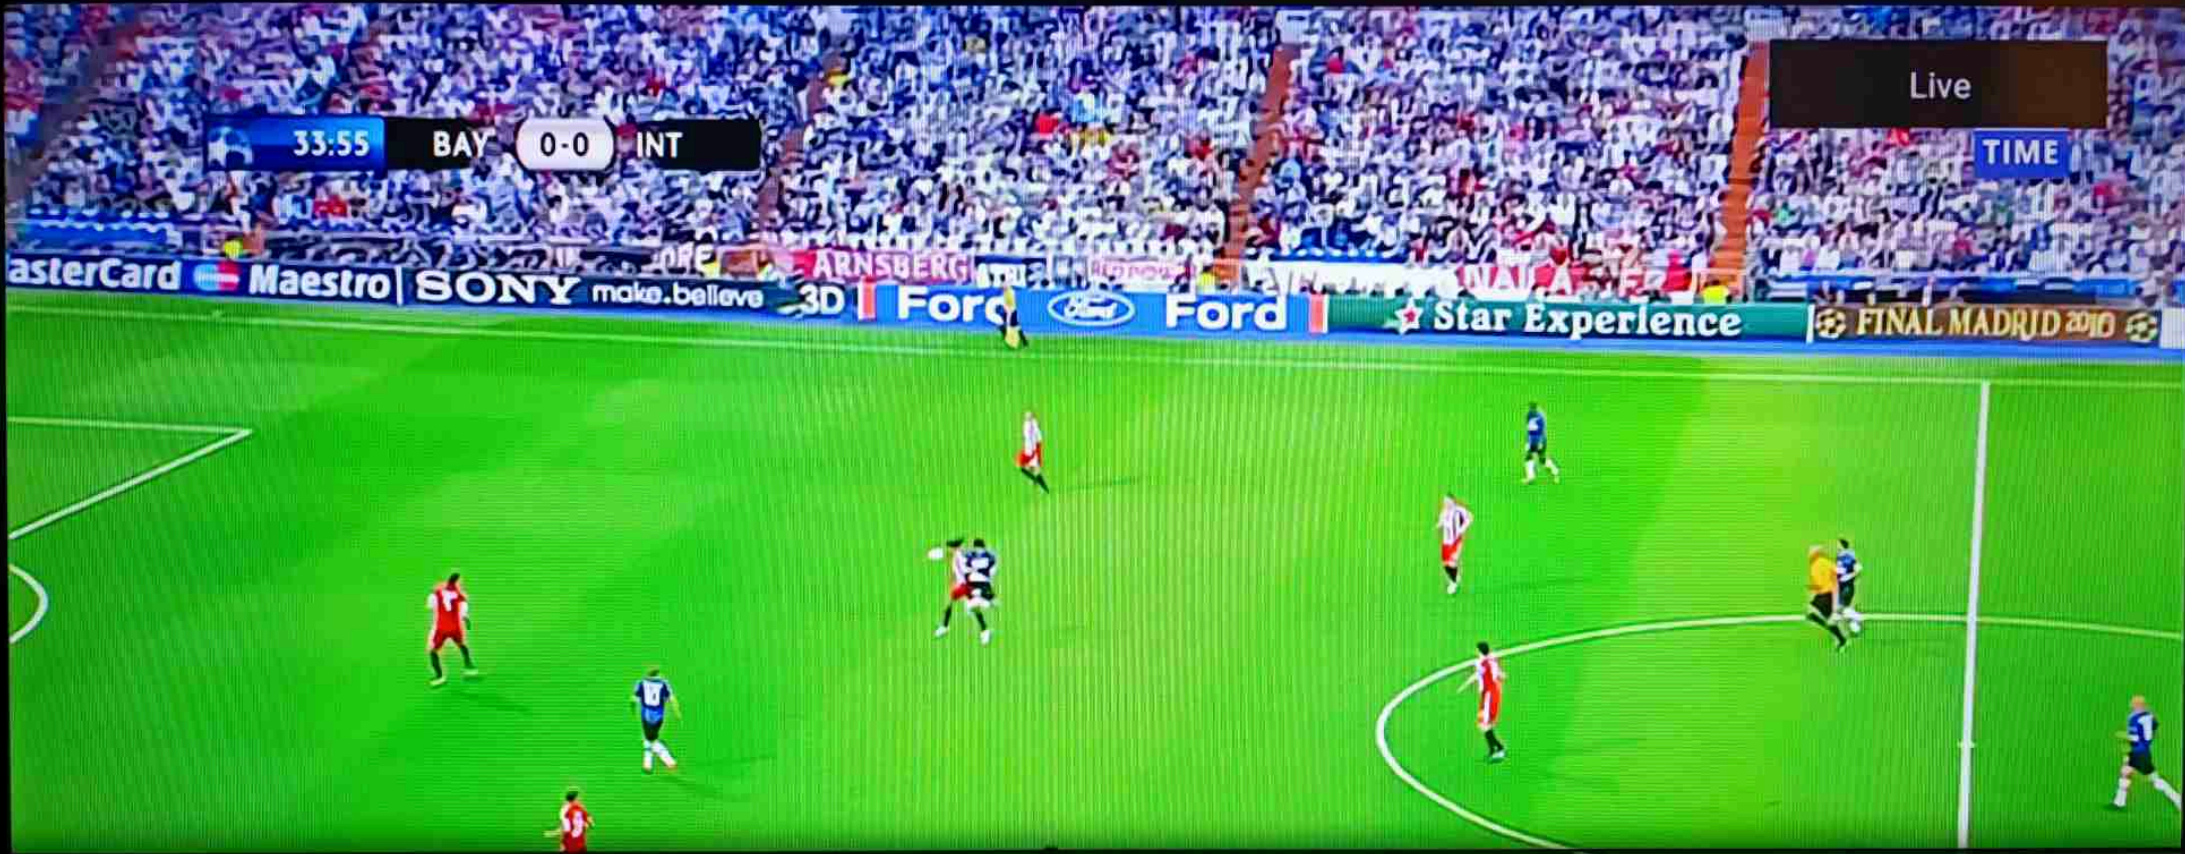 Live
33:55 BAY 0-0 INT
TIME
ARNSBERG
asterCard Maestro SONY make.believe 3D Ford Ford Ford Star Experience FINAL MADRID 2010
10